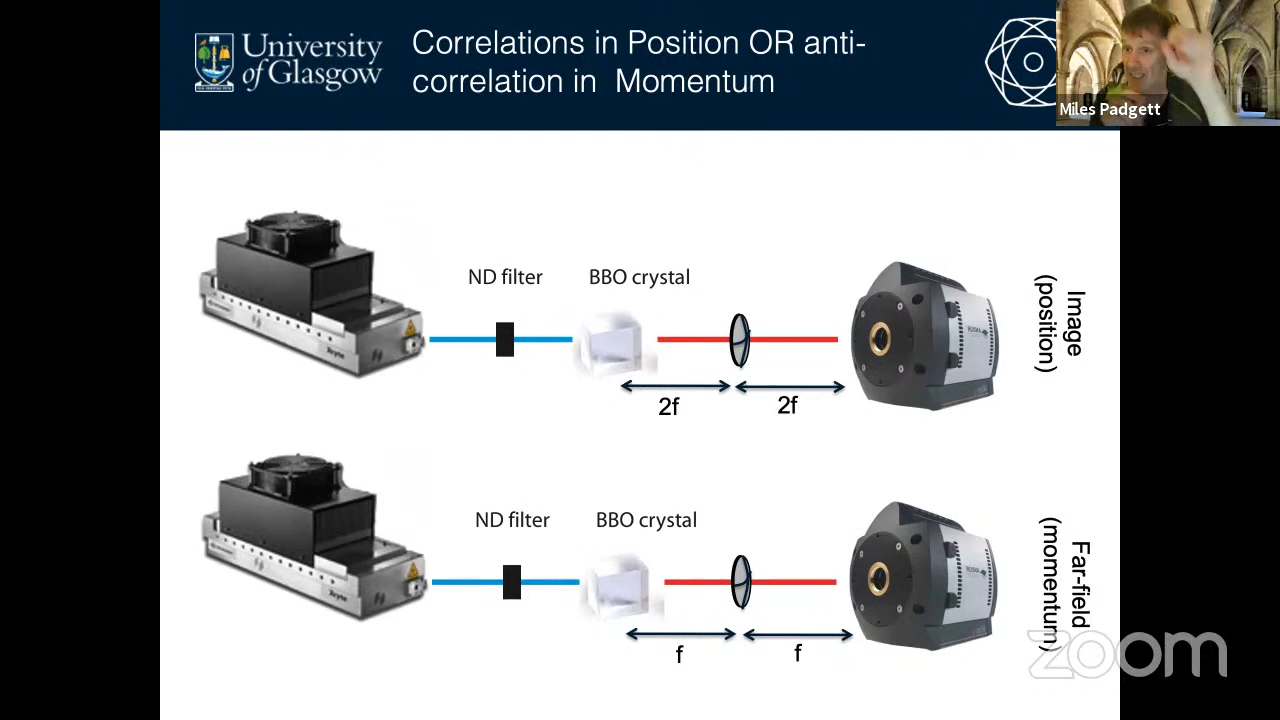 University
of Glasgow
Correlations in Position OR anti-
correlation in Momentum
Miles Padgett
ND filter
BBO crystal
2f
2f
Image
(position)
ND filter
BBO crystal
f
f
Far-field
(momentum)
zoom